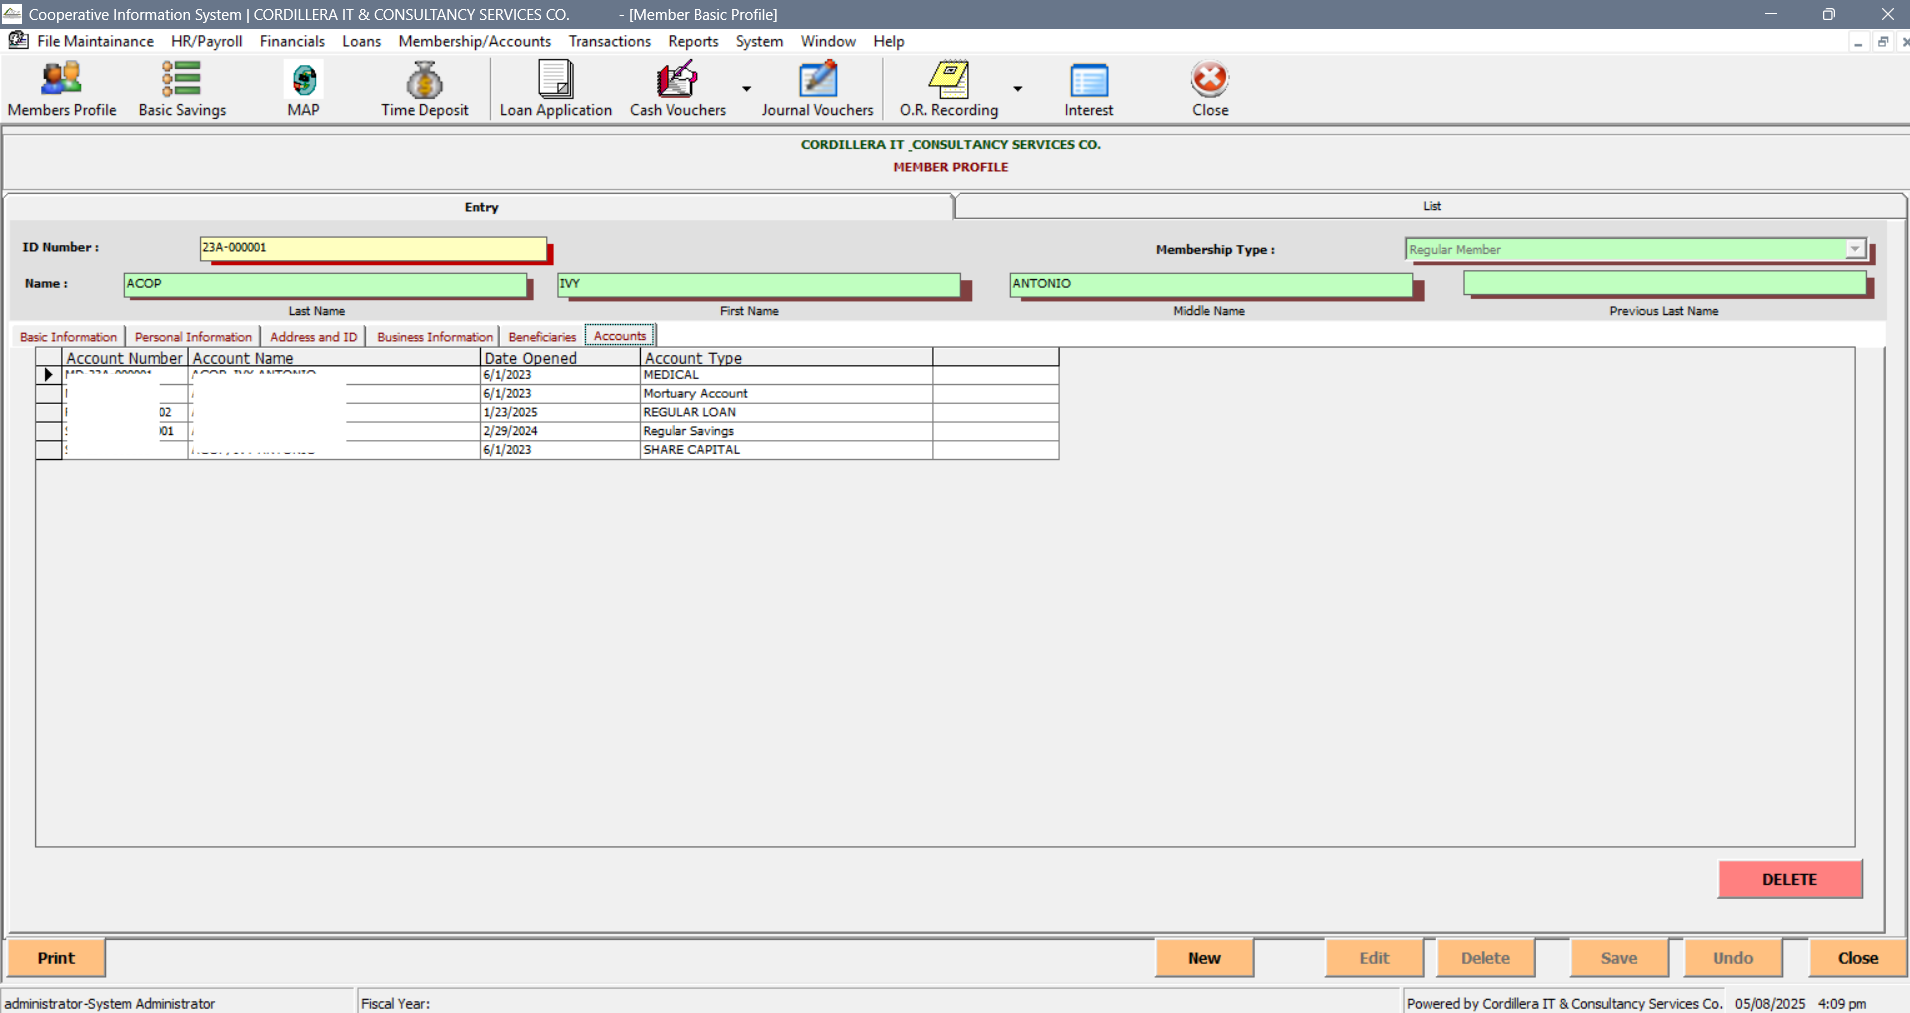 Cooperative Information System | CORDILLERA IT & CONSULTANCY SERVICES CO. - [Member Basic Profile]
File Maintainance HR/Payroll Financials Loans Membership/Accounts Transactions Reports System Window Help
Members Profile Basic Savings MAP Time Deposit Loan Application Cash Vouchers Journal Vouchers O.R. Recording Interest Close
CORDILLERA IT _CONSULTANCY SERVICES CO.
MEMBER PROFILE
Entry List
ID Number : 23A-000001 Membership Type : Regular Member
Name : ACOP IVY ANTONIO
Last Name First Name Middle Name Previous Last Name
Basic Information Personal Information Address and ID Business Information Beneficiaries Accounts
Account Number Account Name Date Opened Account Type
6/1/2023 MEDICAL
6/1/2023 Mortuary Account
02 1/23/2025 REGULAR LOAN
001 2/29/2024 Regular Savings
6/1/2023 SHARE CAPITAL
DELETE
Print New Edit Delete Save Undo Close
administrator-System Administrator Fiscal Year: Powered by Cordillera IT & Consultancy Services Co. 05/08/2025 4:09 pm